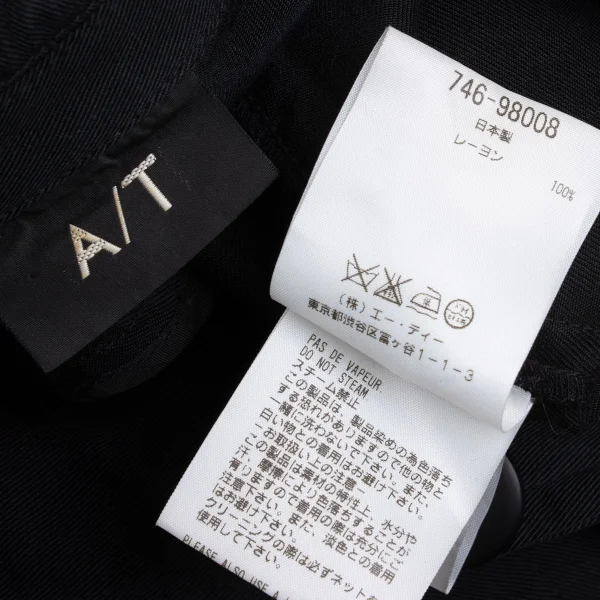 A/T
746-98008
日本製
レーヨン
100%
(株)エー・ディー
東京都渋谷区富ヶ谷1-1-3
PAS DE VAPEUR.
DO NOT STEAM
スチーム禁止
この製品は、製品染めの為色落ち
する恐れがありますので他の物と
一緒に洗わないで下さい。また、
白い物との着用はお避け下さい。
ーお取扱い上の注意ー
この製品は素材の特性上、水分や
汗、摩擦により色落ちすることが
有りますので着用の際は充分にご
注意下さい。また、淡色との着用
はお避け下さい。
クリーニングの際は必ずネットを
使用して下さい。
PLEASE ALSO USE A